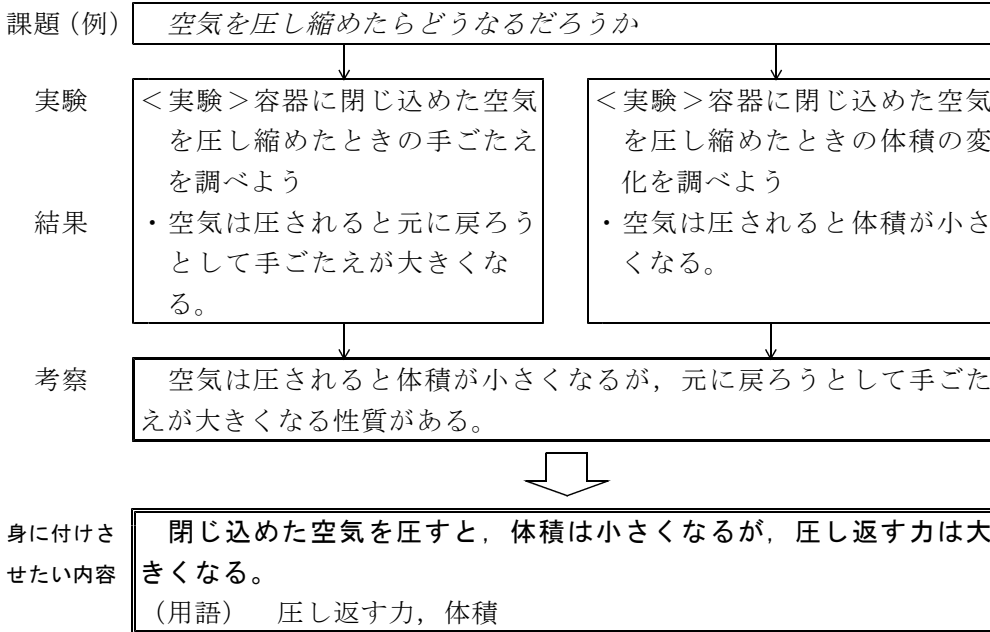 課題（例） 空気を圧し縮めたらどうなるだろうか
実験
＜実験＞容器に閉じ込めた空気
を圧し縮めたときの手ごたえ
を調べよう
結果
・空気は圧されると元に戻ろう
として手ごたえが大きくな
る。
＜実験＞容器に閉じ込めた空気
を圧し縮めたときの体積の変
化を調べよう
・空気は圧されると体積が小さ
くなる。
考察
空気は圧されると体積が小さくなるが，元に戻ろうとして手ごた
えが大きくなる性質がある。
身に付けさ
せたい内容
閉じ込めた空気を圧すと，体積は小さくなるが，圧し返す力は大
きくなる。
（用語） 圧し返す力，体積